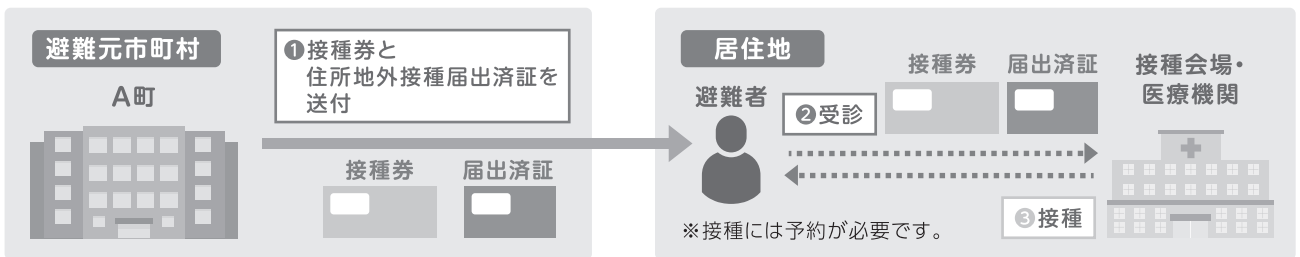 避難元市町村
A町
❶接種券と
住所地外接種届出済証を
送付
接種券
届出済証
居住地
避難者
❷受診
接種券
届出済証
接種会場・
医療機関
❸接種
※接種には予約が必要です。